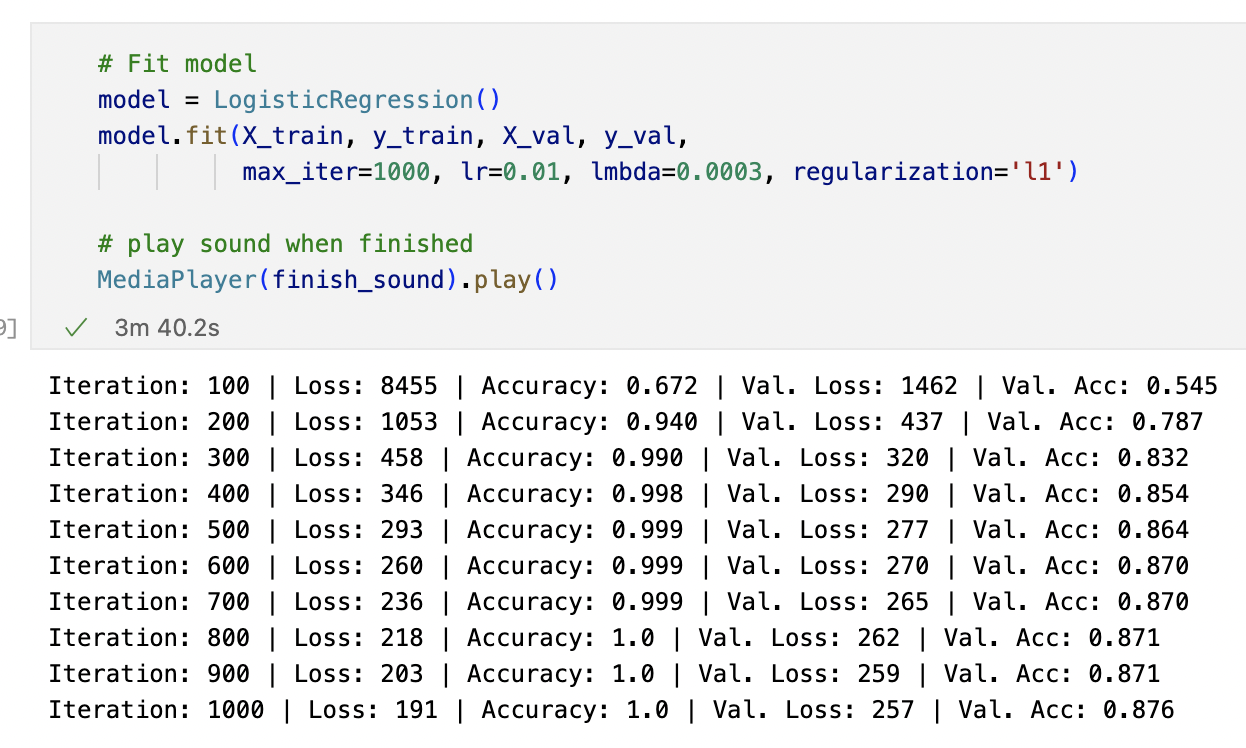 # Fit model
model = LogisticRegression()
model.fit(X_train, y_train, X_val, y_val,
max_iter=1000, lr=0.01, lmbda=0.0003, regularization='l1')
# play sound when finished
MediaPlayer(finish_sound).play()
9] ✓ 3m 40.2s
Iteration: 100 | Loss: 8455 | Accuracy: 0.672 | Val. Loss: 1462 | Val. Acc: 0.545
Iteration: 200 | Loss: 1053 | Accuracy: 0.940 | Val. Loss: 437 | Val. Acc: 0.787
Iteration: 300 | Loss: 458 | Accuracy: 0.990 | Val. Loss: 320 | Val. Acc: 0.832
Iteration: 400 | Loss: 346 | Accuracy: 0.998 | Val. Loss: 290 | Val. Acc: 0.854
Iteration: 500 | Loss: 293 | Accuracy: 0.999 | Val. Loss: 277 | Val. Acc: 0.864
Iteration: 600 | Loss: 260 | Accuracy: 0.999 | Val. Loss: 270 | Val. Acc: 0.870
Iteration: 700 | Loss: 236 | Accuracy: 0.999 | Val. Loss: 265 | Val. Acc: 0.870
Iteration: 800 | Loss: 218 | Accuracy: 1.0 | Val. Loss: 262 | Val. Acc: 0.871
Iteration: 900 | Loss: 203 | Accuracy: 1.0 | Val. Loss: 259 | Val. Acc: 0.871
Iteration: 1000 | Loss: 191 | Accuracy: 1.0 | Val. Loss: 257 | Val. Acc: 0.876